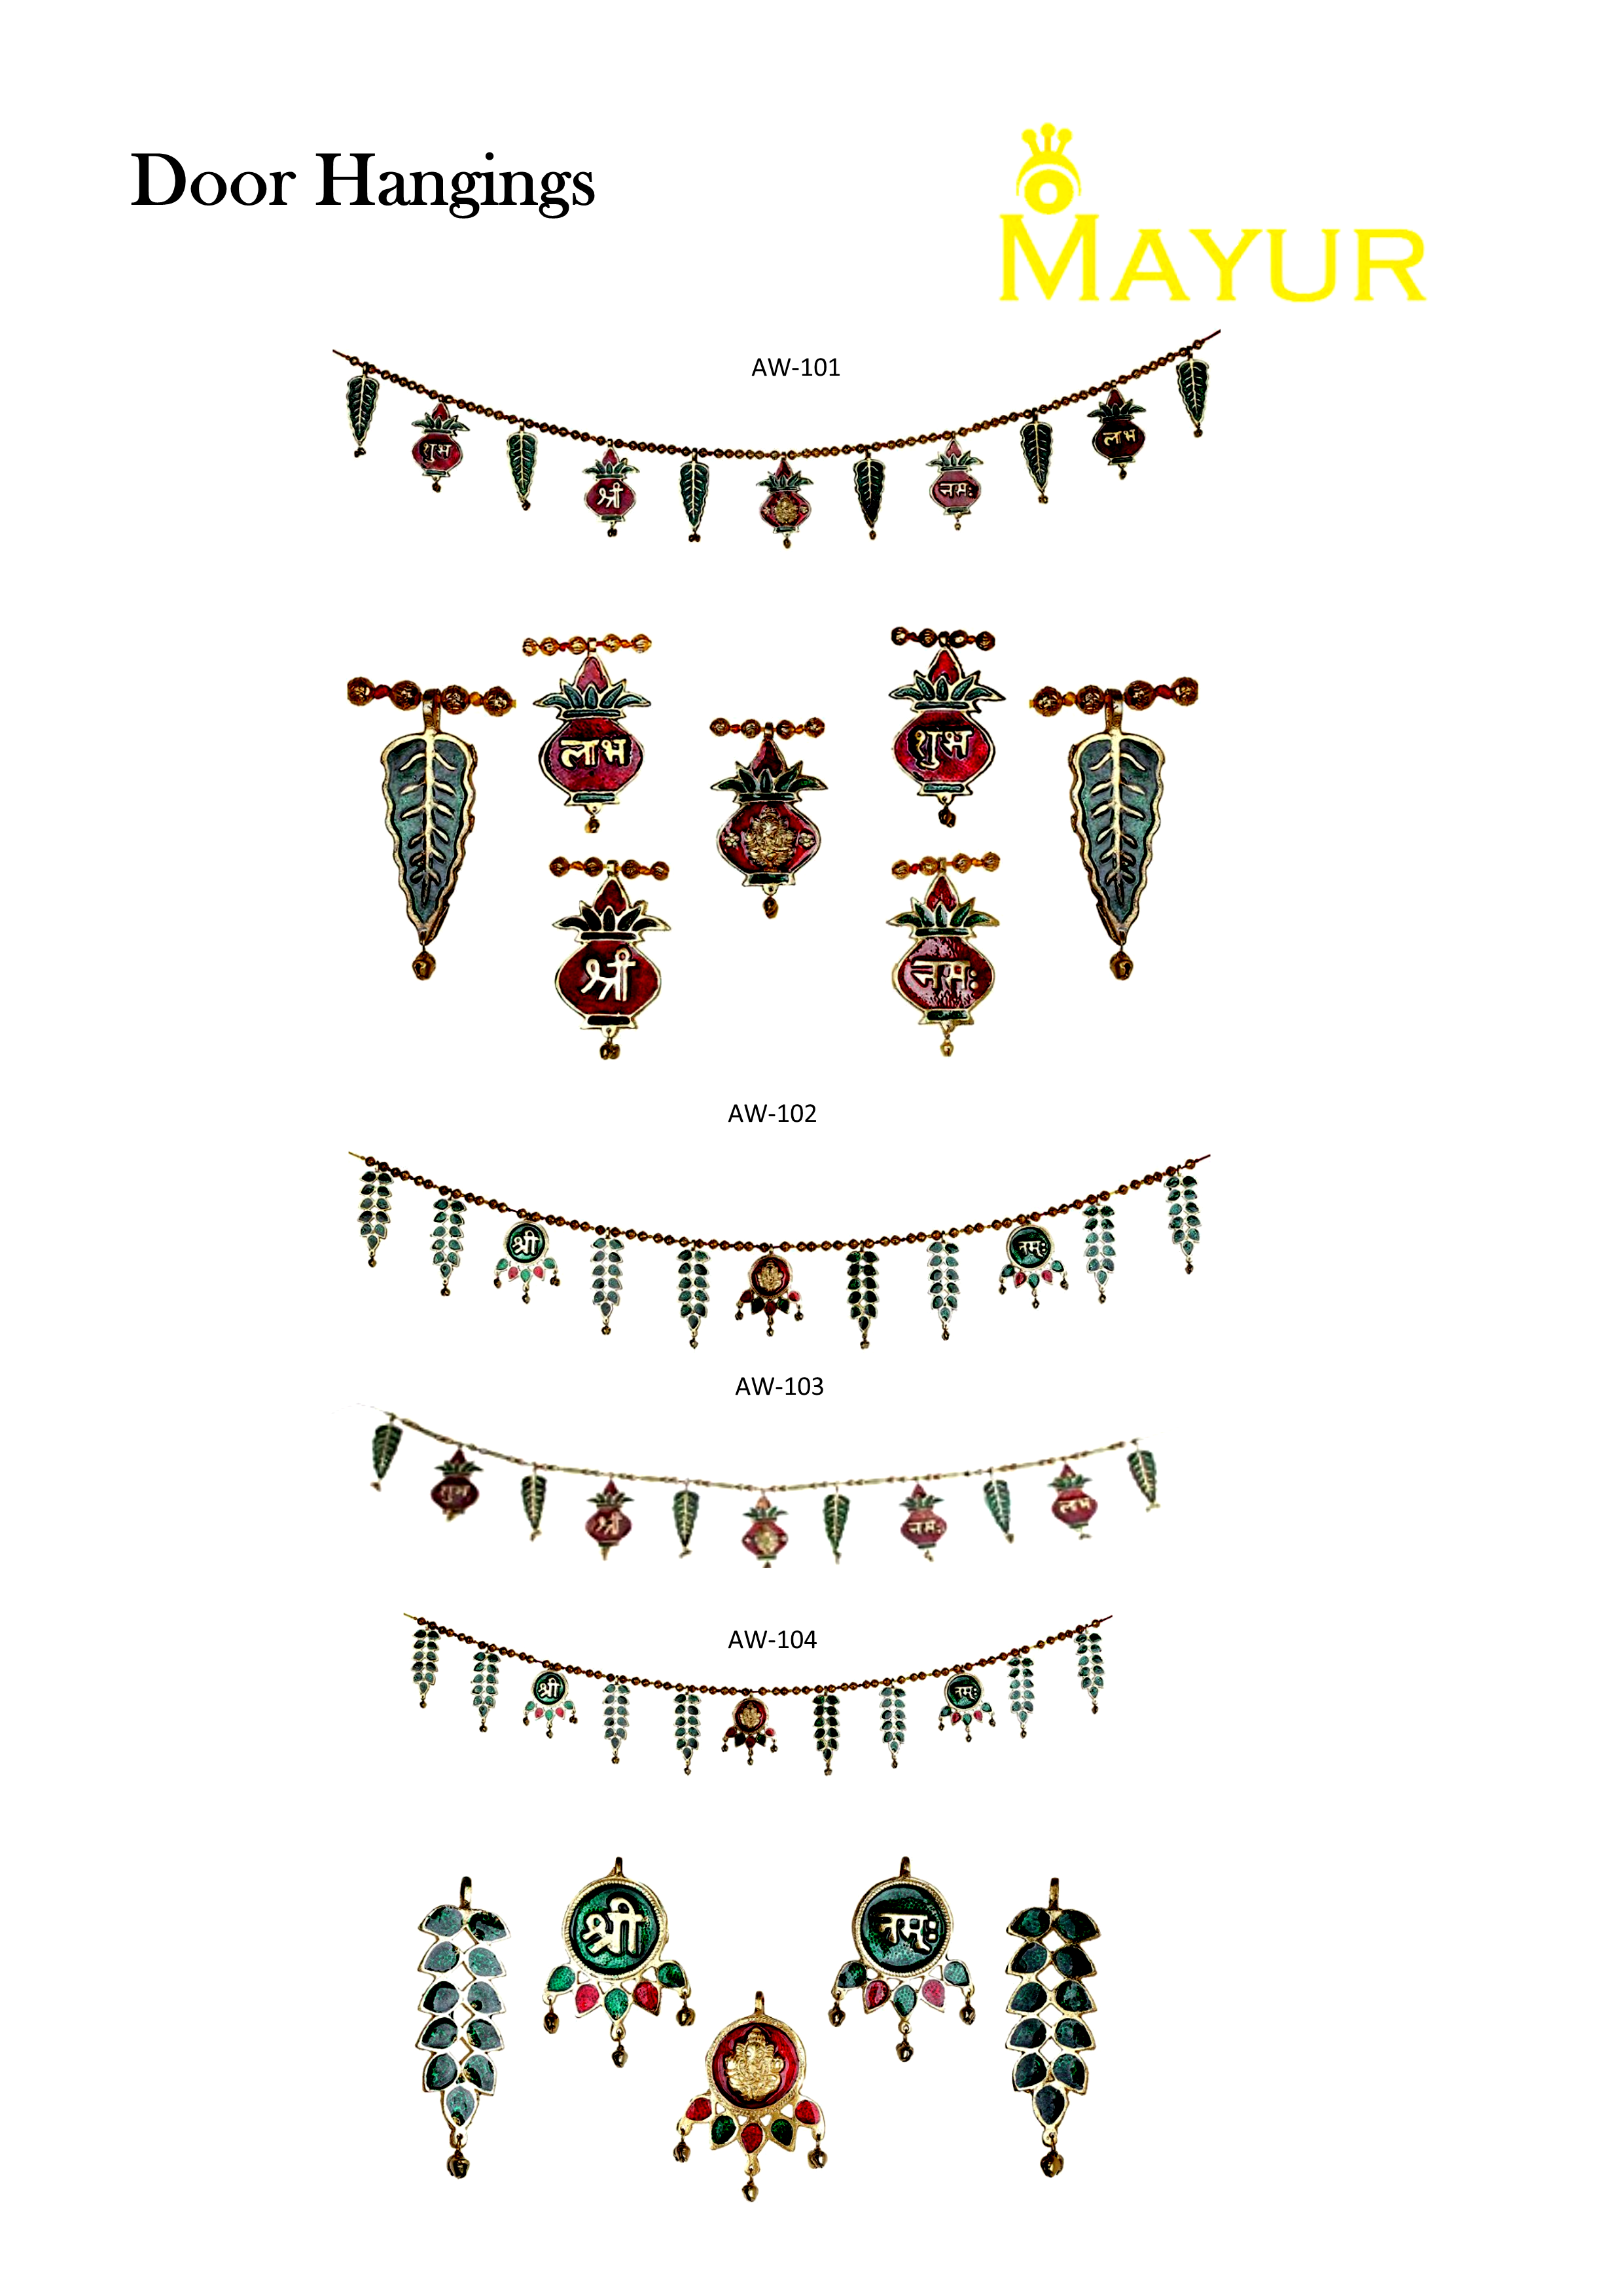 Door Hangings
MAYUR
AW-101
शुभ
श्री
नमः
लाभ
लाभ
शुभ
श्री
नमः
AW-102
श्री
नमः
AW-103
शुभ
श्री
नमः
लाभ
AW-104
श्री
नमः
श्री
नमः